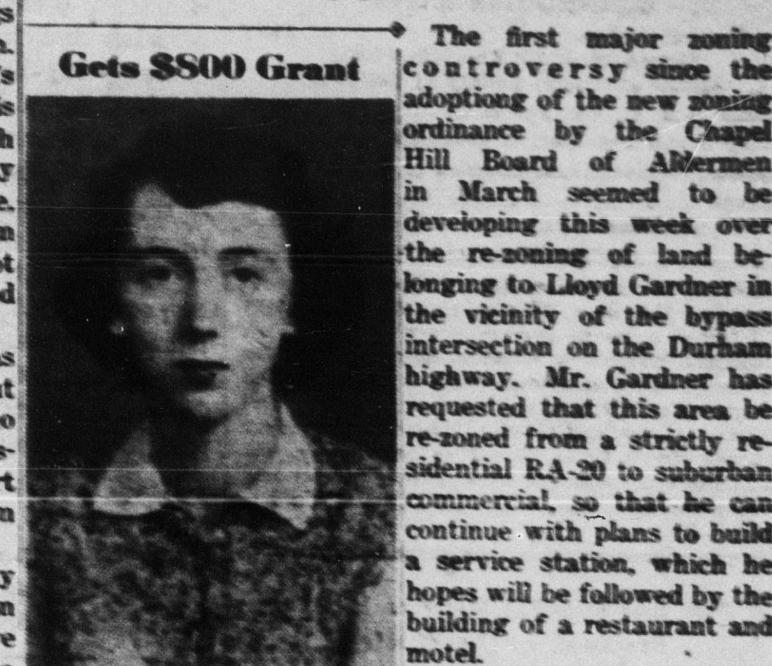 Gets $800 Grant
The first major zoning
controversy since the
adoptiong of the new zoning
ordinance by the Chapel
Hill Board of Aldermen
in March seemed to be
developing this week over
the re-zoning of land be-
longing to Lloyd Gardner in
the vicinity of the bypass
intersection on the Durham
highway. Mr. Gardner has
requested that this area be
re-zoned from a strictly re-
sidential RA-20 to suburban
commercial, so that he can
continue with plans to build
a service station, which he
hopes will be followed by the
building of a restaurant and
motel.